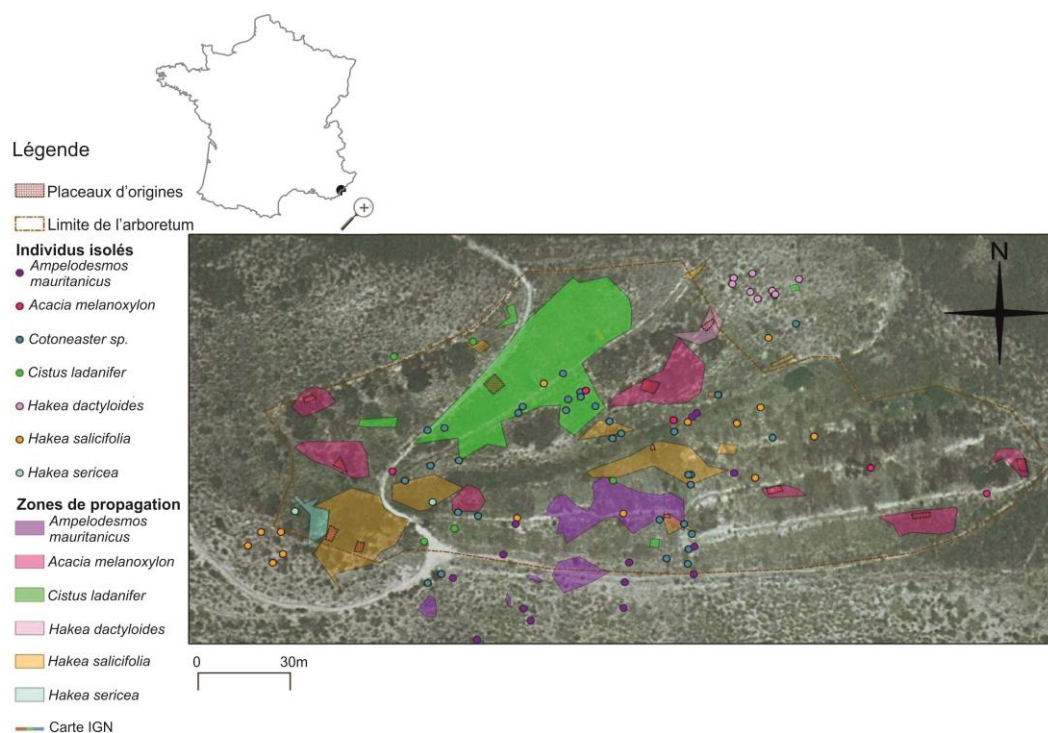 Légende
Placeaux d'origines
Limite de l'arboretum
Individus isolés
Ampelodesmos
mauritanicus
Acacia melanoxylon
Cotoneaster sp.
Cistus ladanifer
Hakea dactyloides
Hakea salicifolia
Hakea sericea
Zones de propagation
Ampelodesmos
mauritanicus
Acacia melanoxylon
Cistus ladanifer
Hakea dactyloides
Hakea salicifolia
Hakea sericea
Carte IGN
N
0 30m